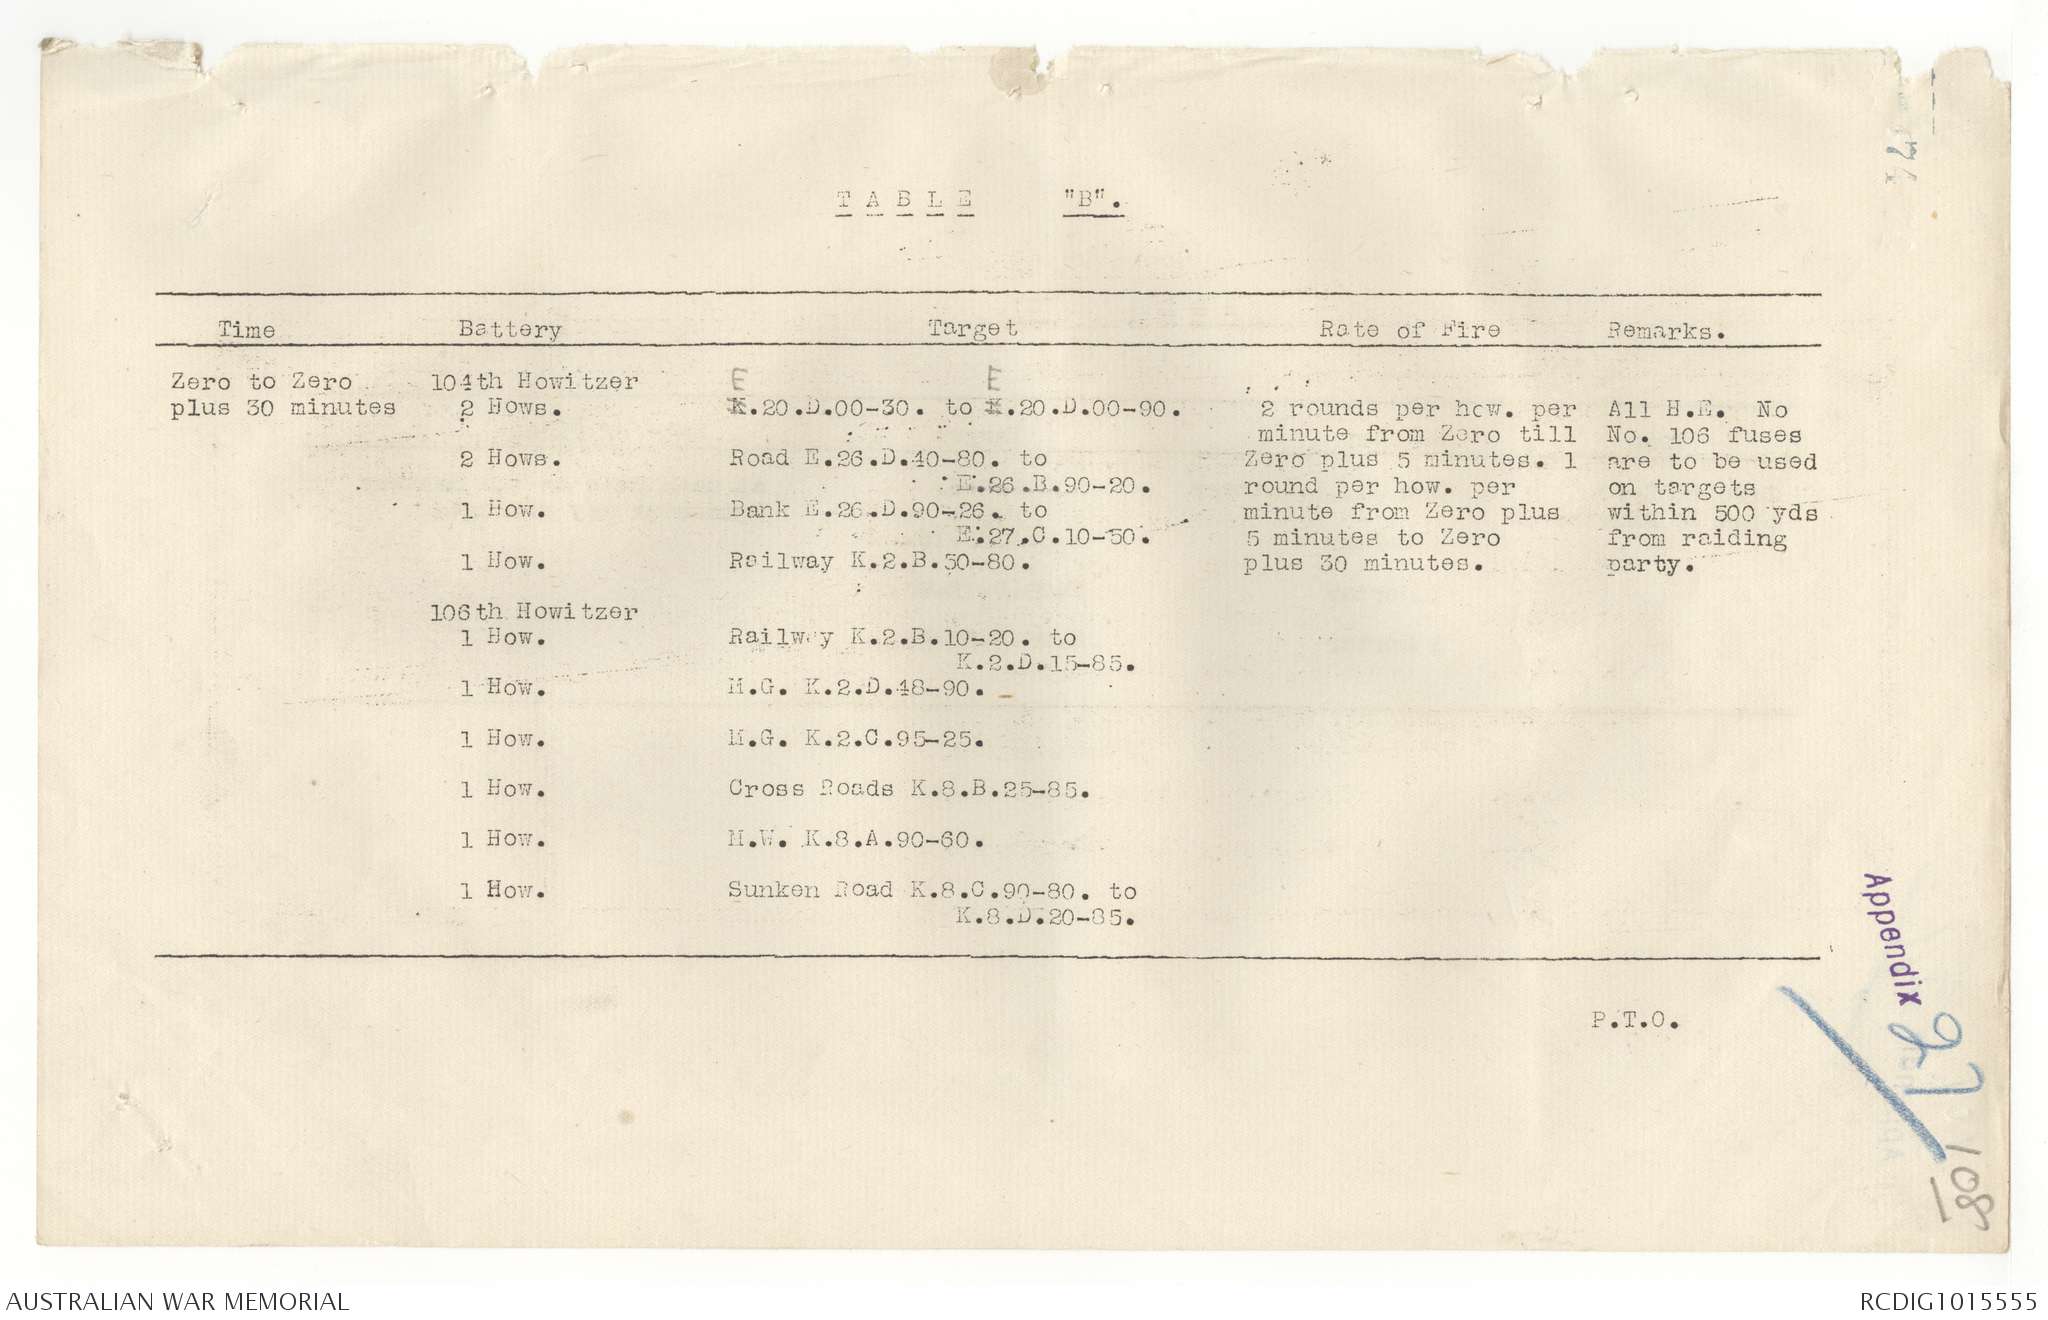 TABLE "B".
Time Battery Target Rate of Fire Remarks.
Zero to Zero 104th Howitzer E E
plus 30 minutes 2 Hows. K.20.D.00-30. to K.20.D.00-90. 2 rounds per how. per All H.E. No
minute from Zero till No. 106 fuses
2 Hows. Road E.26.D.40-80. to Zero plus 5 minutes. 1 are to be used
E.26.B.90-20. round per how. per on targets
1 How. Bank E.26.D.90-26. to minute from Zero plus within 500 yds
E.27.C.10-50. 5 minutes to Zero from raiding
1 How. Railway K.2.B.50-80. plus 30 minutes. party.
106th Howitzer
1 How. Railway K.2.B.10-20. to
K.2.D.15-85.
1 How. M.G. K.2.D.48-90.
1 How. M.G. K.2.C.95-25.
1 How. Cross Roads K.8.B.25-85.
1 How. M.W. K.8.A.90-60.
1 How. Sunken Road K.8.C.90-80. to
K.8.D.20-85.
P.T.O.
Appendix 27
108
AUSTRALIAN WAR MEMORIAL RCDIG1015555